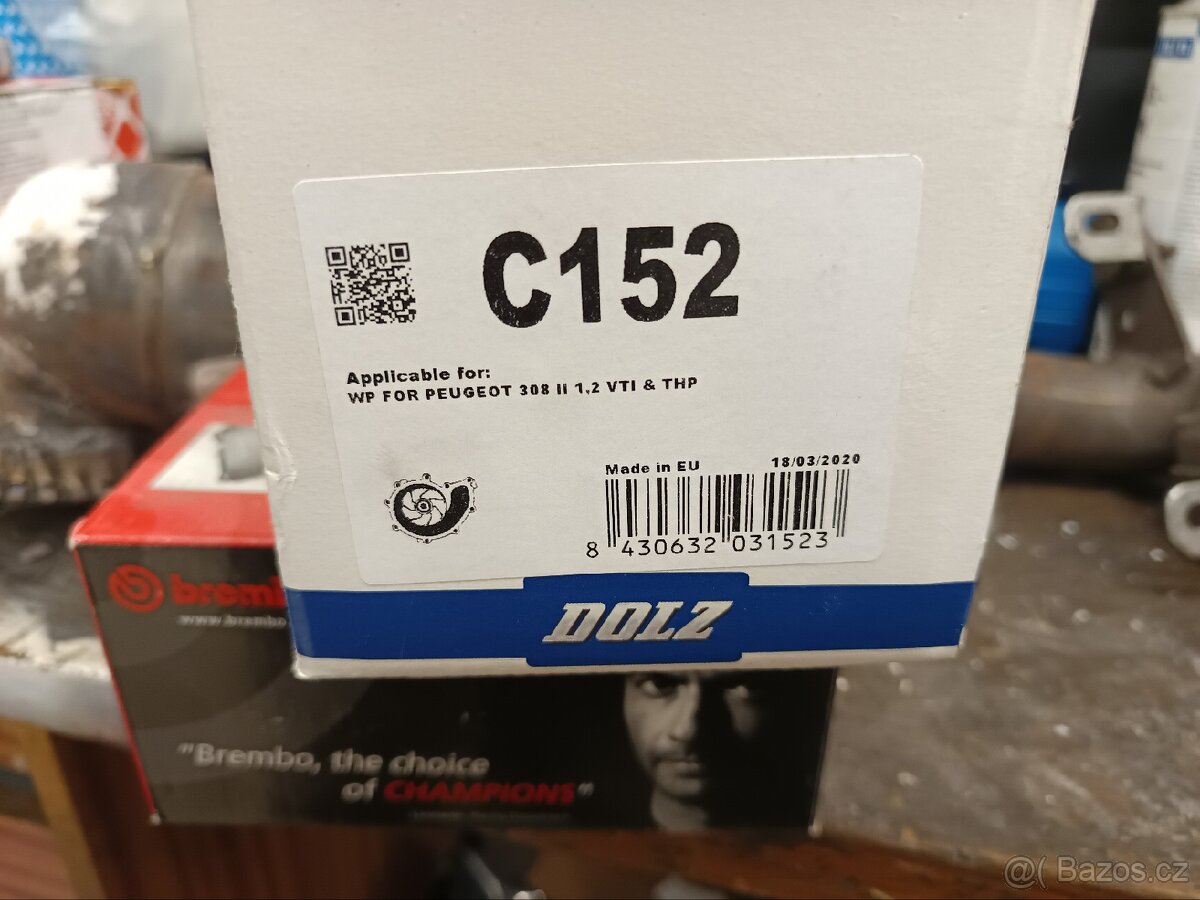 C152
Applicable for:
WP FOR PEUGEOT 308 II 1,2 VTI & THP
Made in EU 18/03/2020
8 430632 031523
DOLZ
brembo
"Brembo, the choice
of CHAMPIONS"
@( Bazos.cz